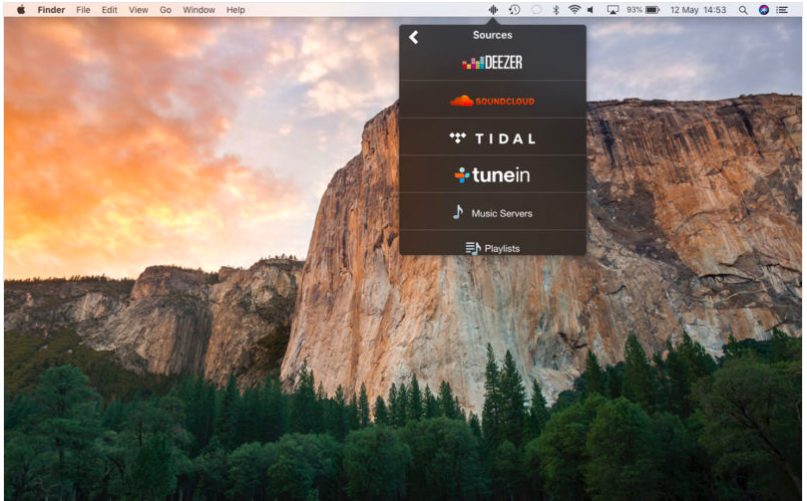 Finder File Edit View Go Window Help 93% 12 May 14:53
Sources
DEEZER
SOUNDCLOUD
TIDAL
tunein
Music Servers
Playlists